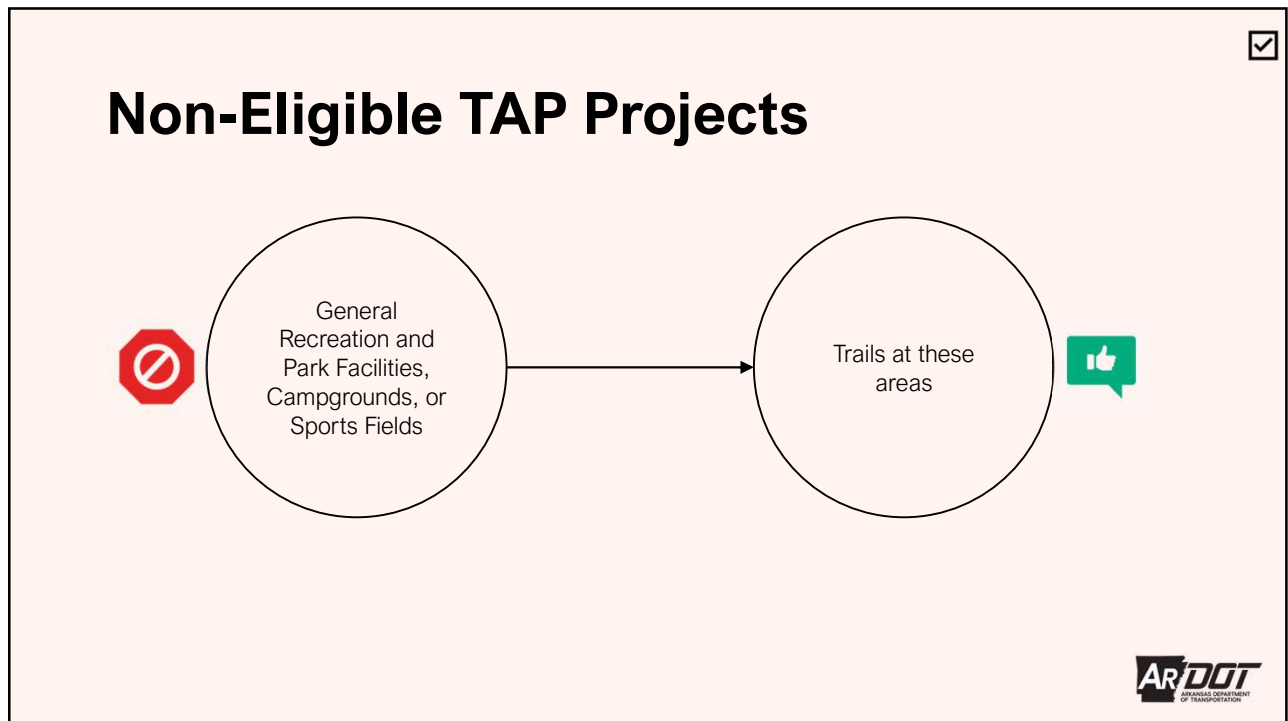 Non-Eligible TAP Projects
General
Recreation and
Park Facilities,
Campgrounds, or
Sports Fields
Trails at these
areas
ARDOT
ARKANSAS DEPARTMENT
OF TRANSPORTATION